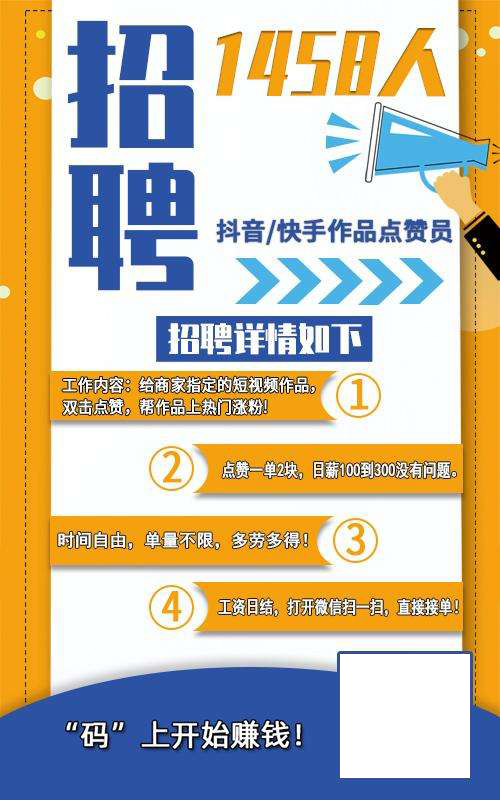 招聘
1458人
抖音/快手作品点赞员
招聘详情如下
工作内容：给商家指定的短视频作品，
双击点赞，帮作品上热门涨粉!
1
2
点赞一单2块，日薪100到300没有问题。
时间自由，单量不限，多劳多得！
3
4
工资日结，打开微信扫一扫，直接接单！
“码”上开始赚钱！